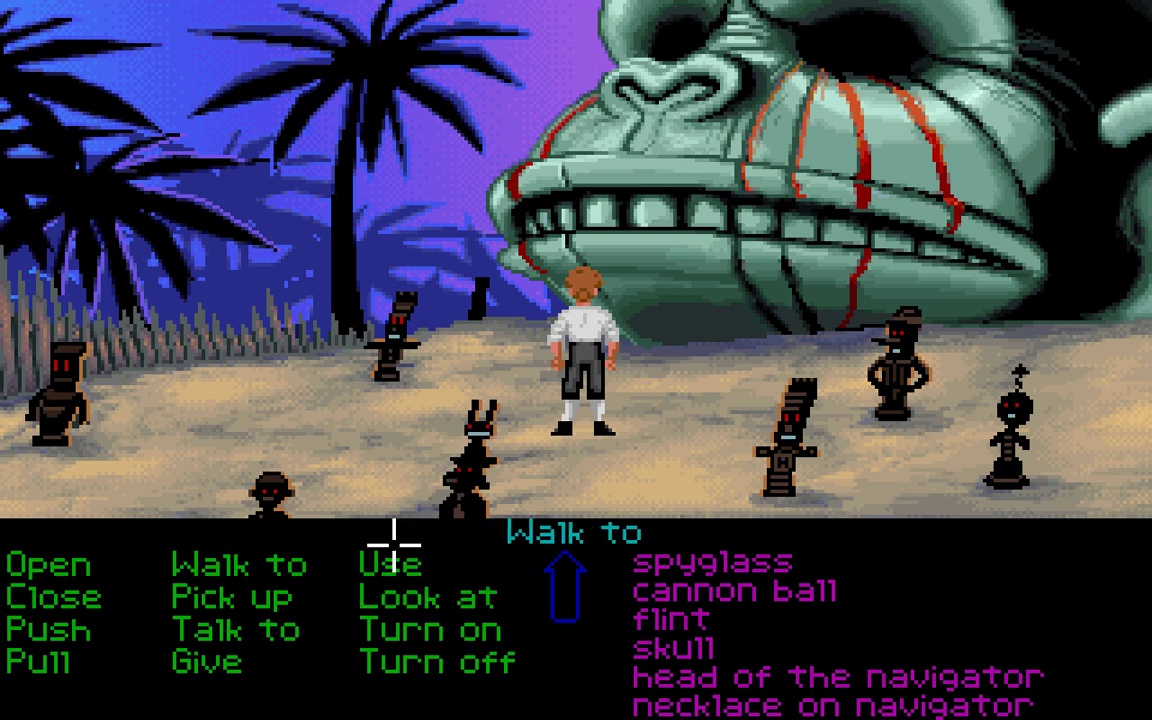 Walk to
Open Walk to Use
Close Pick up Look at
Push Talk to Turn on
Pull Give Turn off
spyglass
cannon ball
flint
skull
head of the navigator
necklace on navigator